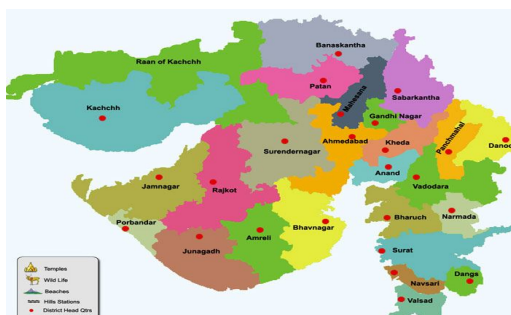 Banaskantha
Raan of Kachchh
Patan
Mahesana
Sabarkantha
Kachchh
Gandhi Nagar
Ahmedabad
Kheda
Panchmahal
Danod
Surendernagar
Anand
Jamnagar
Rajkot
Vadodara
Porbandar
Bharuch
Narmada
Amreli
Bhavnagar
Junagadh
Surat
Navsari
Dangs
Valsad
Temples
Wild Life
Beaches
Hills Stations
District Head Qtrs